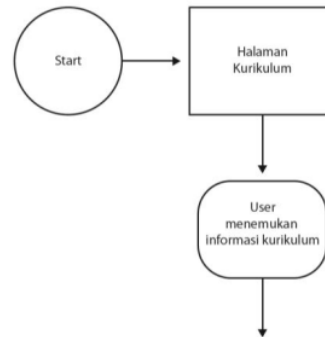 Start
Halaman
Kurikulum
User
menemukan
informasi kurikulum